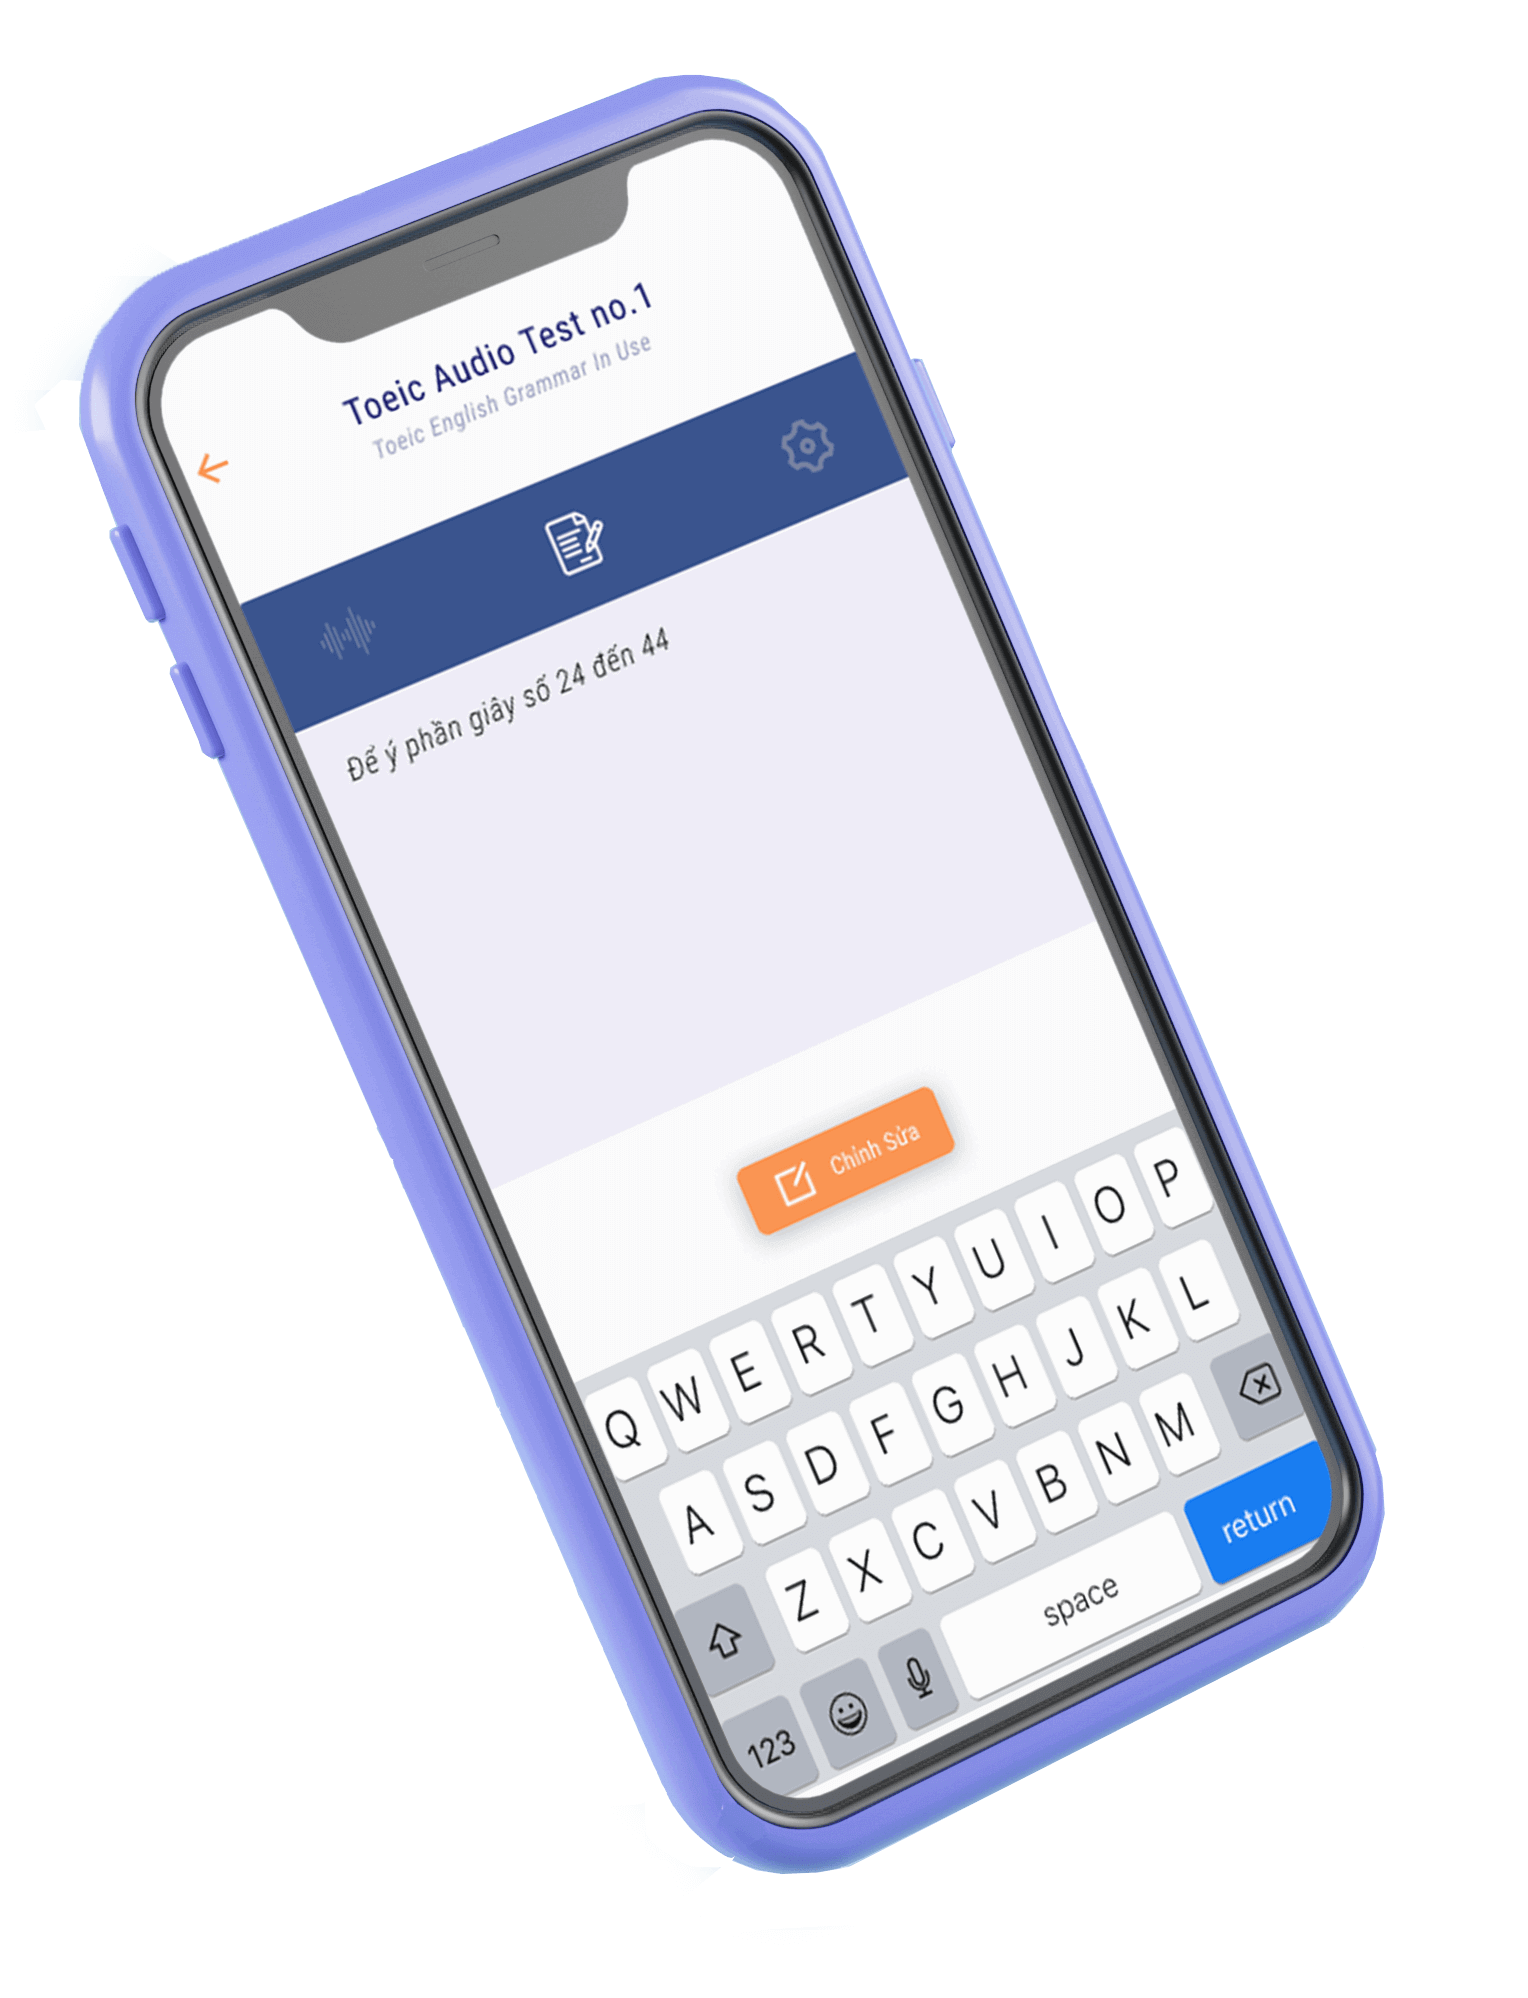 Toeic Audio Test no.1
Toeic English Grammar In Use
Để ý phần giây số 24 đến 44
Chỉnh Sửa
Q W E R T Y U I O P
A S D F G H J K L
Z X C V B N M
123 space return